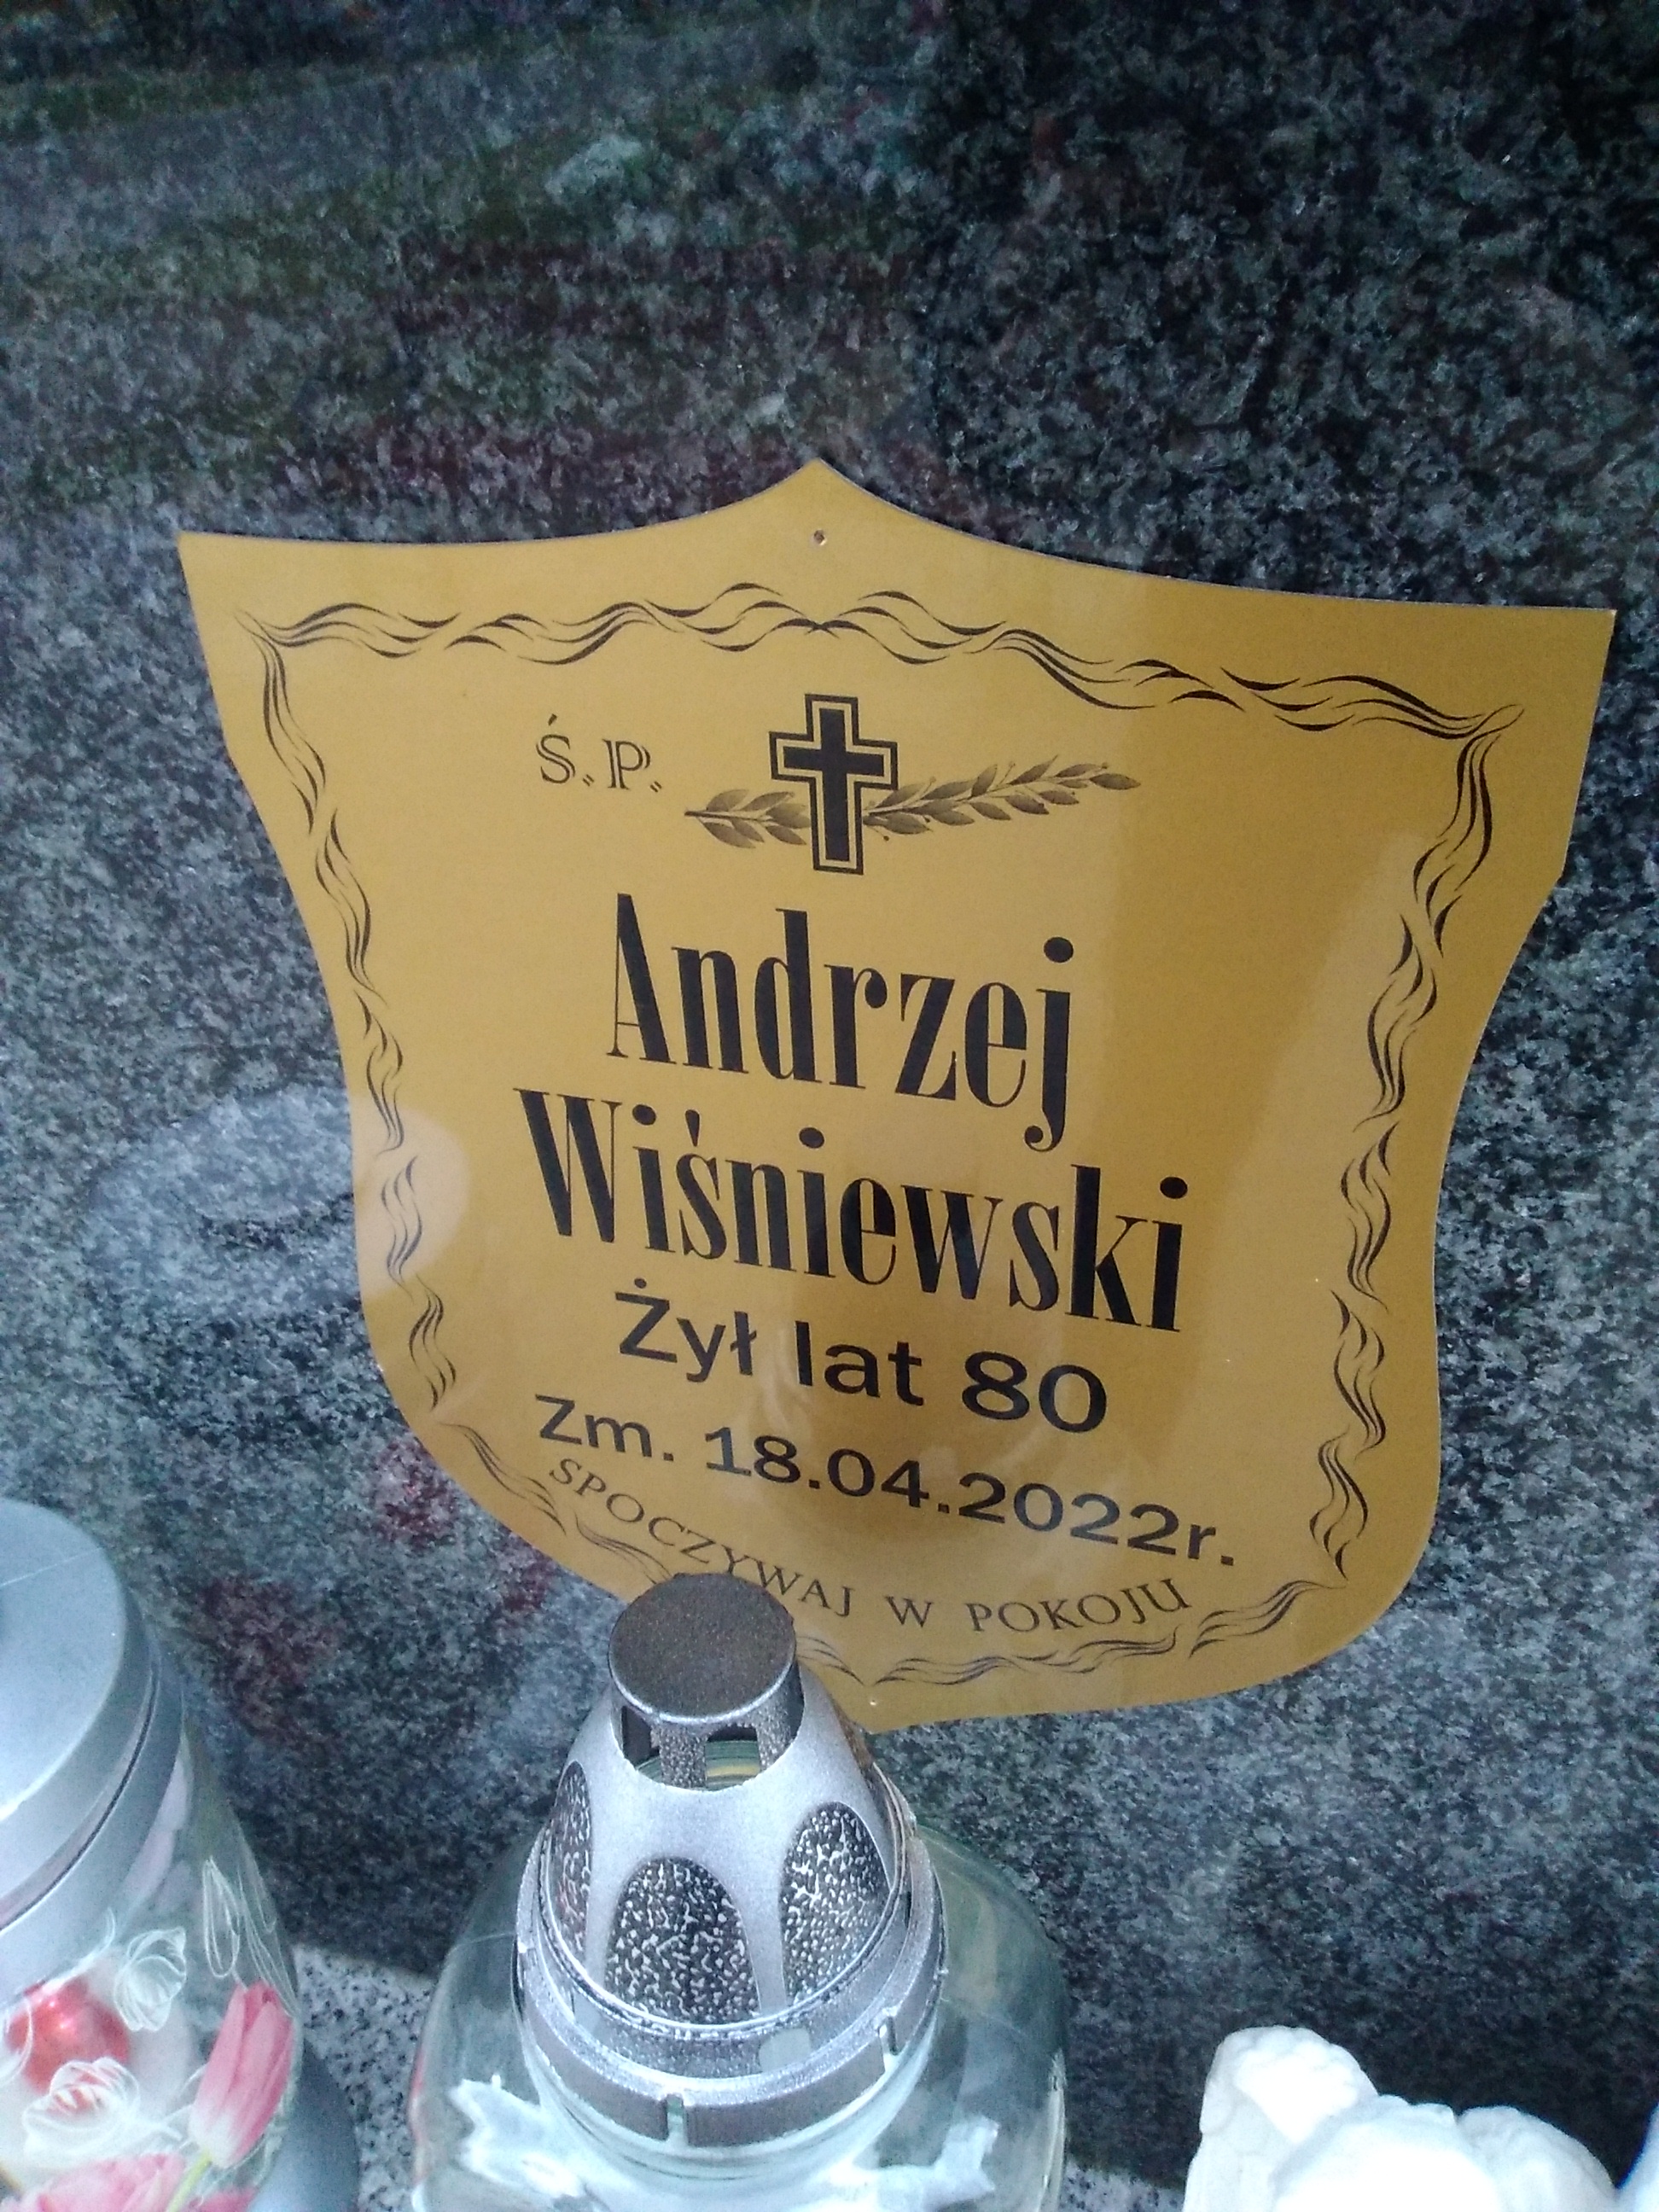 Ś.P.
Andrzej
Wiśniewski
Żył lat 80
Zm. 18.04.2022r.
SPOCZYWAJ W POKOJU